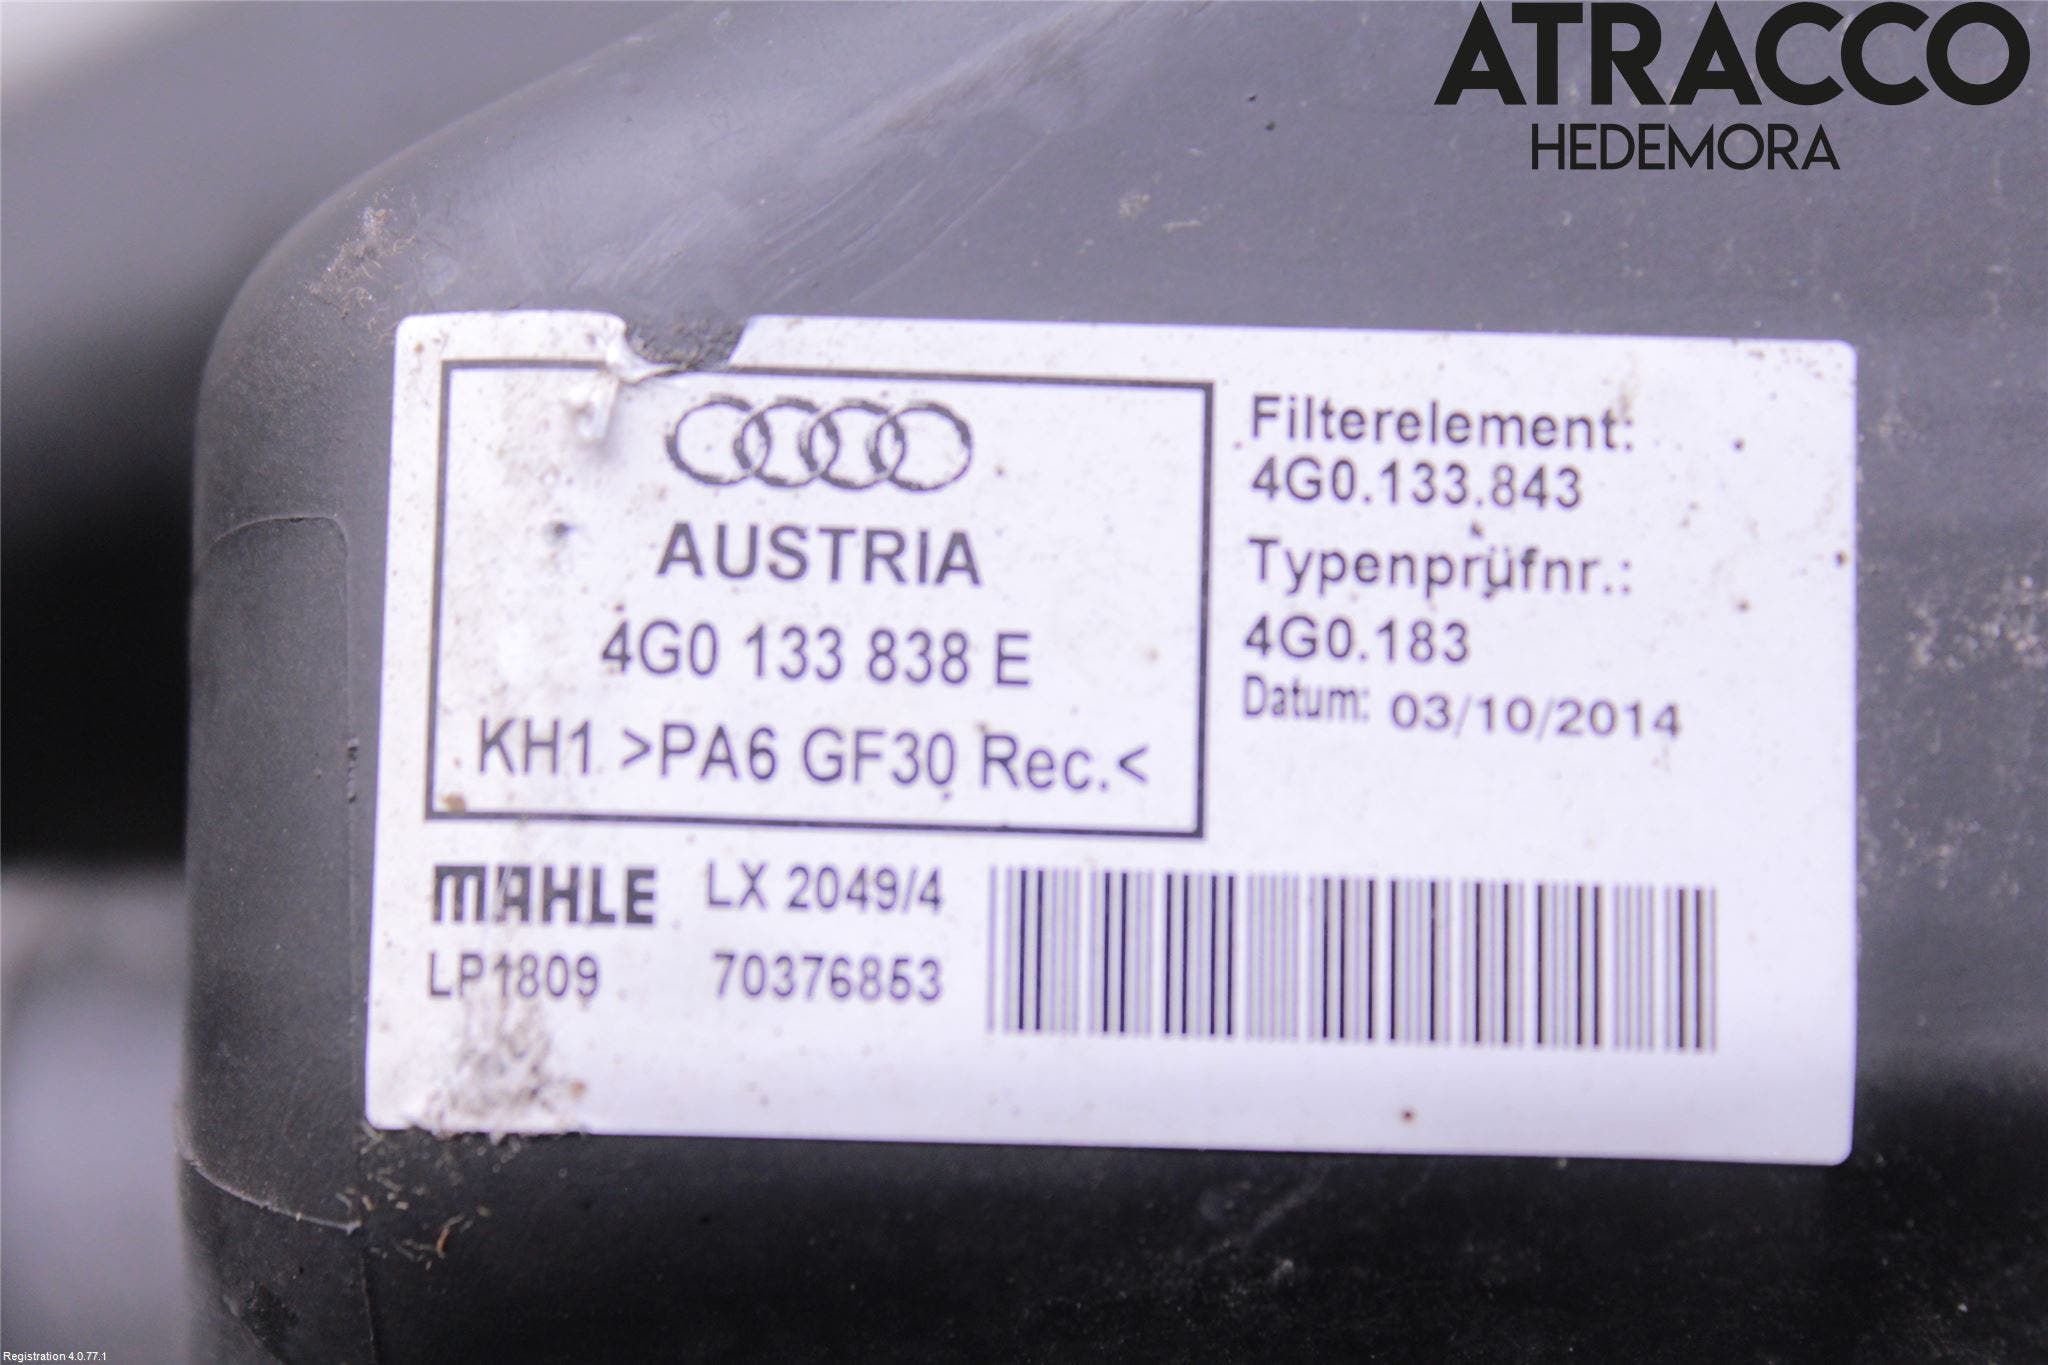 ATRACCO
HEDEMORA
AUSTRIA
4G0 133 838 E
KH1 >PA6 GF30 Rec.<
Filterelement:
4G0.133.843
Typenprüfnr.:
4G0.183
Datum: 03/10/2014
MAHLE LX 2049/4
LP1809 70376853
Registration 4.0.77.1